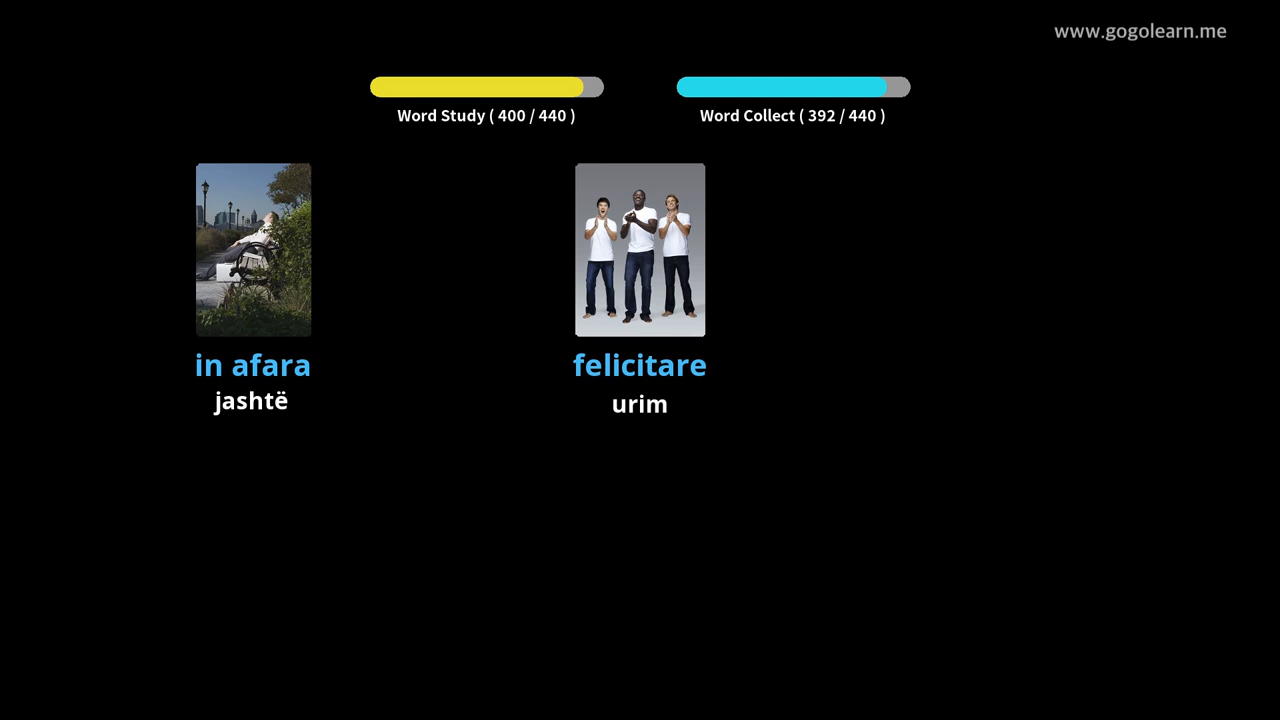 www.gogolearn.me
Word Study ( 400 / 440 )
Word Collect ( 392 / 440 )
in afara
jashtë
felicitare
urim